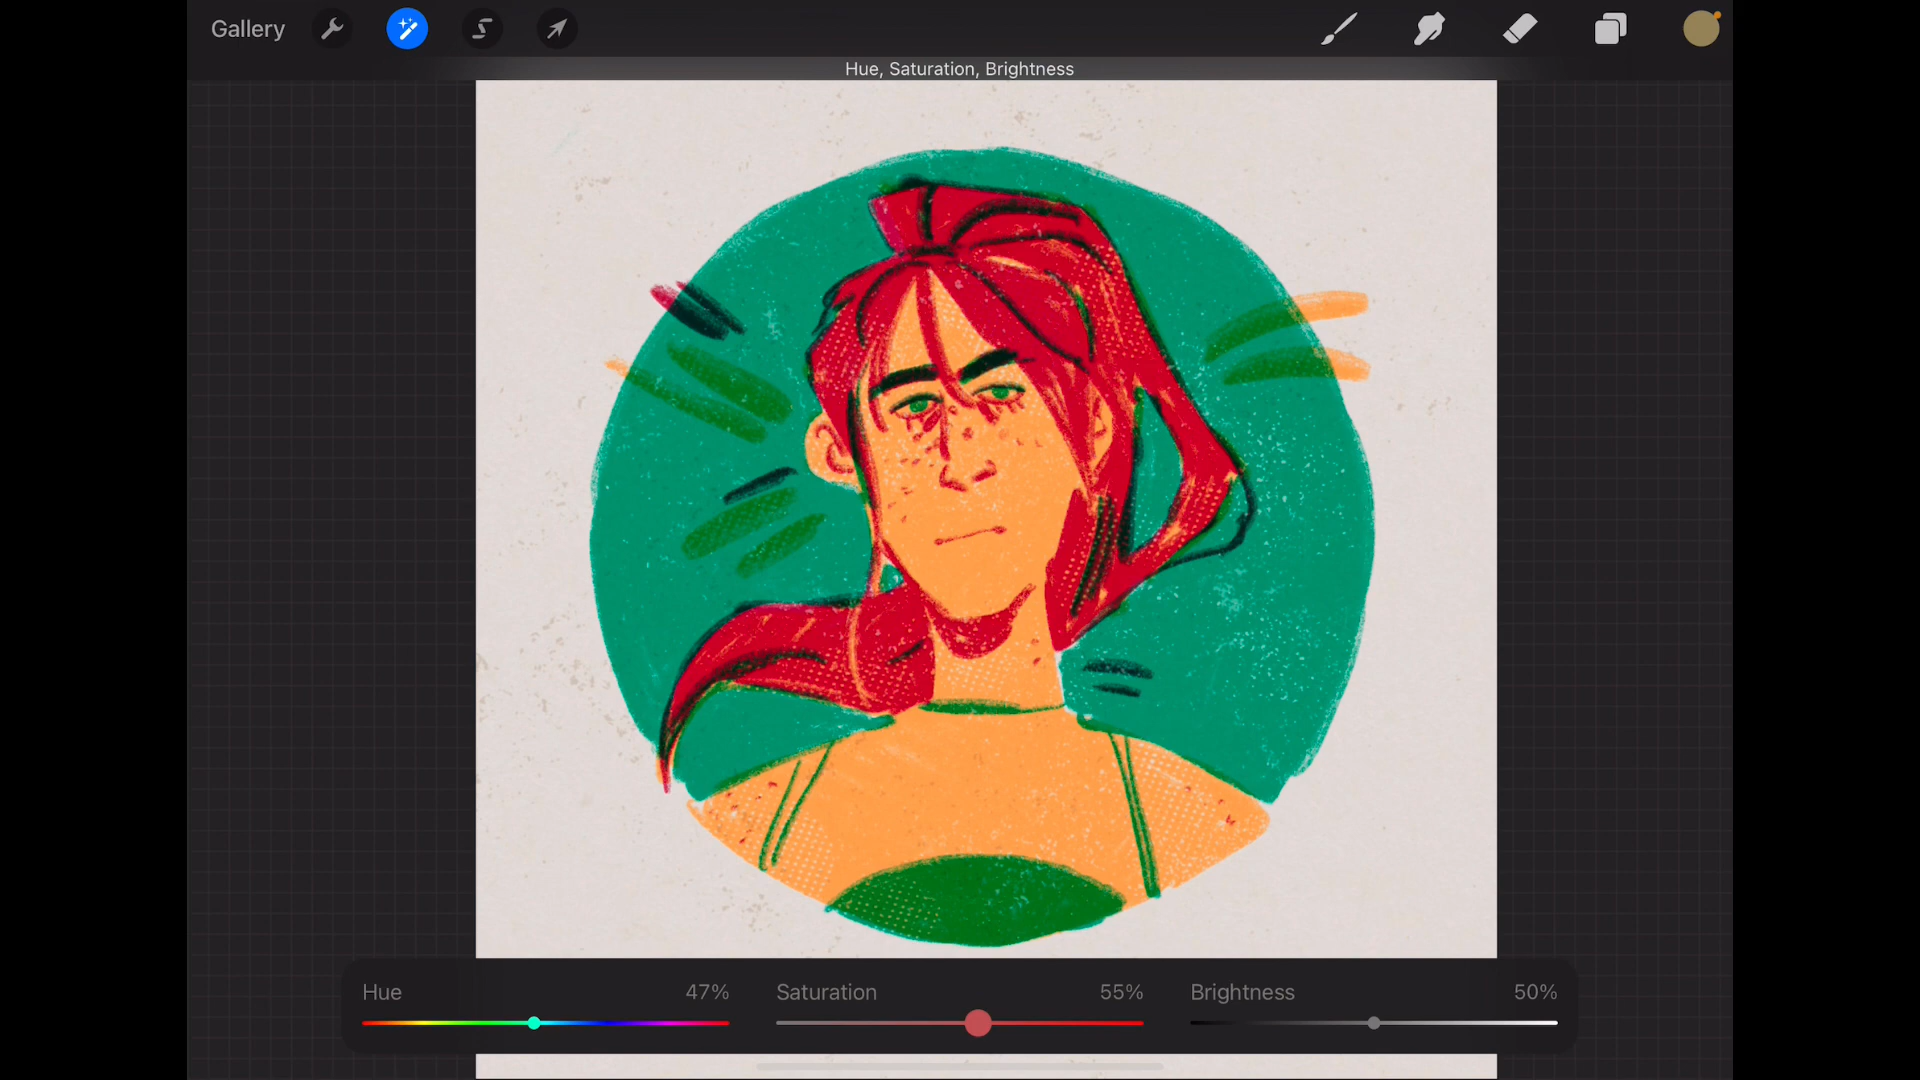 Gallery
Hue, Saturation, Brightness
Hue 47% Saturation 55% Brightness 50%